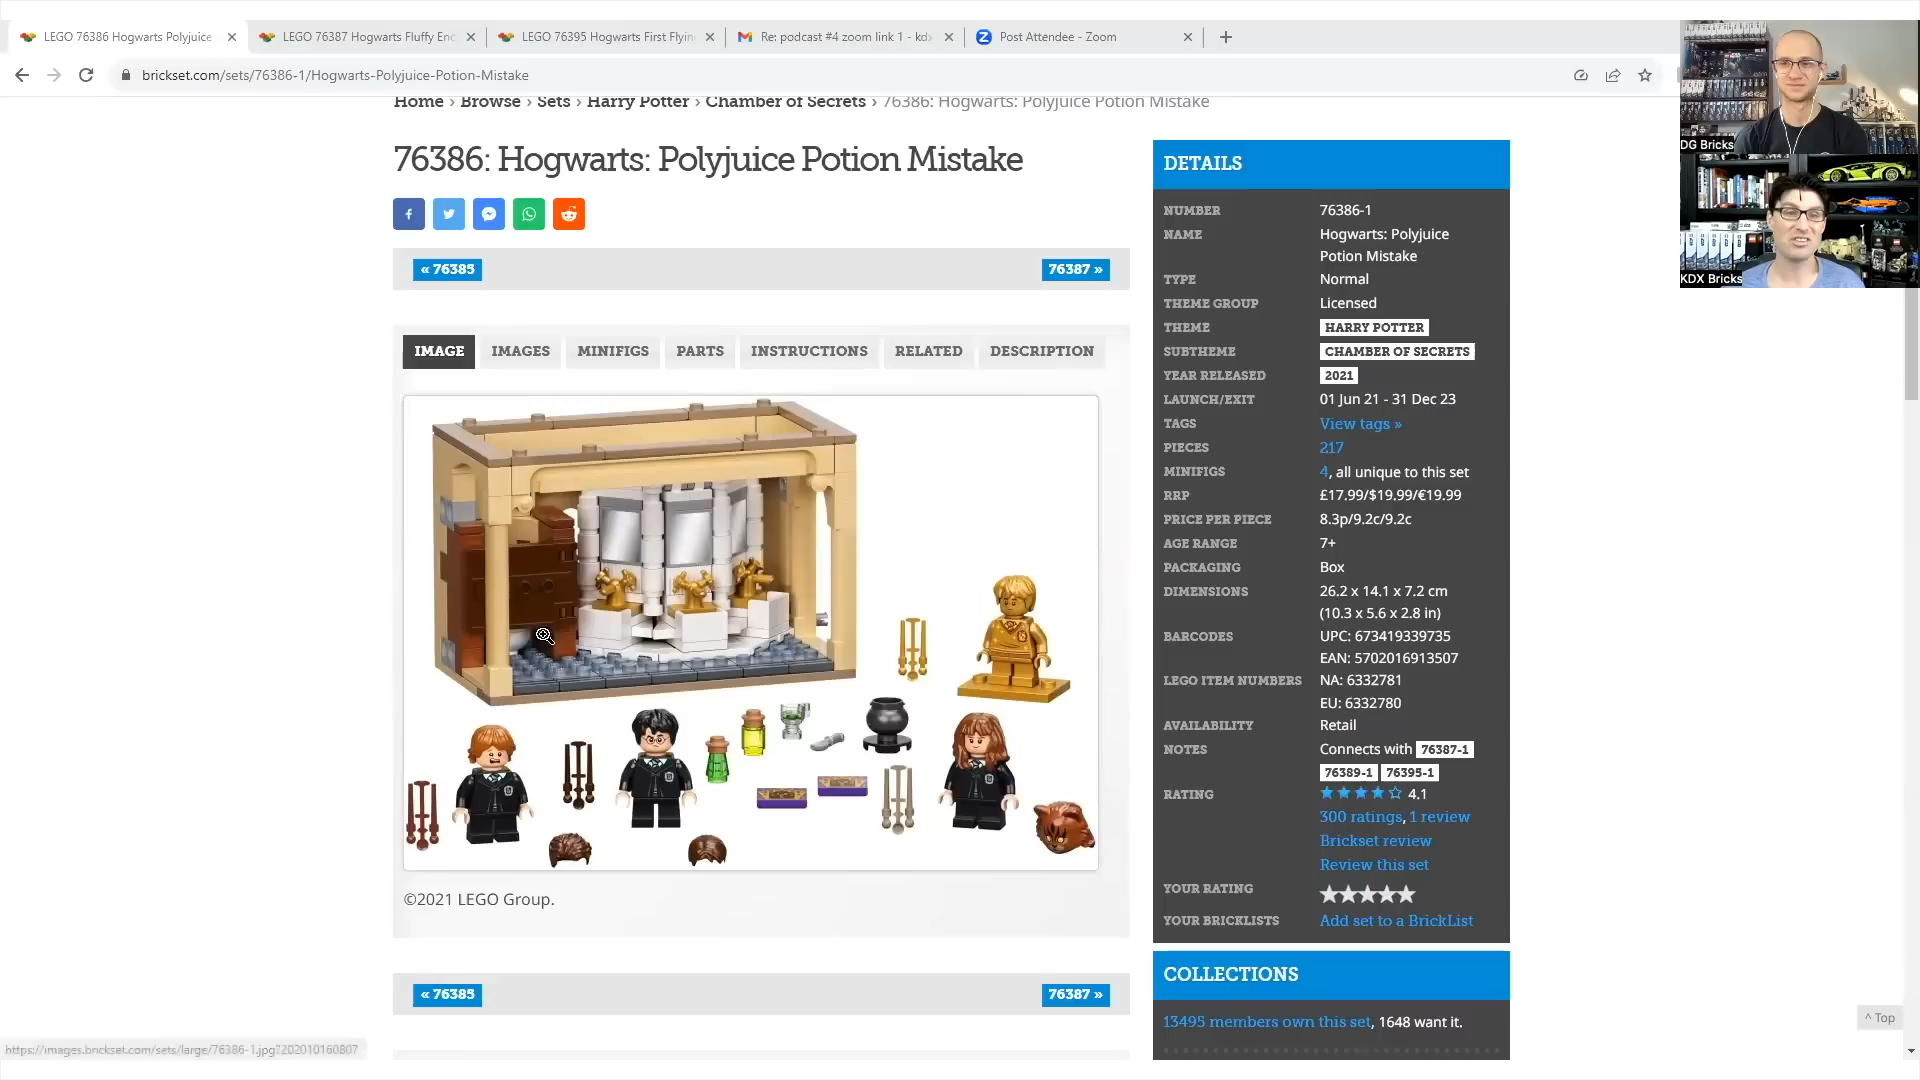 LEGO 76386 Hogwarts Polyjuice
LEGO 76387 Hogwarts Fluffy Enc
LEGO 76395 Hogwarts First Flyin
Re: podcast #4 zoom link 1 - kdx
Post Attendee - Zoom
brickset.com/sets/76386-1/Hogwarts-Polyjuice-Potion-Mistake
DG Bricks
KDX Bricks
Home › Browse › Sets › Harry Potter › Chamber of Secrets › 76386: Hogwarts: Polyjuice Potion Mistake
76386: Hogwarts: Polyjuice Potion Mistake
« 76385
76387 »
IMAGE
IMAGES
MINIFIGS
PARTS
INSTRUCTIONS
RELATED
DESCRIPTION
©2021 LEGO Group.
« 76385
76387 »
DETAILS
NUMBER 76386-1
NAME Hogwarts: Polyjuice
Potion Mistake
TYPE Normal
THEME GROUP Licensed
THEME HARRY POTTER
SUBTHEME CHAMBER OF SECRETS
YEAR RELEASED 2021
LAUNCH/EXIT 01 Jun 21 - 31 Dec 23
TAGS View tags »
PIECES 217
MINIFIGS 4, all unique to this set
RRP £17.99/$19.99/€19.99
PRICE PER PIECE 8.3p/9.2c/9.2c
AGE RANGE 7+
PACKAGING Box
DIMENSIONS 26.2 x 14.1 x 7.2 cm
(10.3 x 5.6 x 2.8 in)
BARCODES UPC: 673419339735
EAN: 5702016913507
LEGO ITEM NUMBERS NA: 6332781
EU: 6332780
AVAILABILITY Retail
NOTES Connects with 76387-1
76389-1 76395-1
RATING 4.1
300 ratings, 1 review
Brickset review
Review this set
YOUR RATING
YOUR BRICKLISTS Add set to a BrickList
COLLECTIONS
13495 members own this set, 1648 want it.
^ Top
https://images.brickset.com/sets/large/76386-1.jpg?202010160807